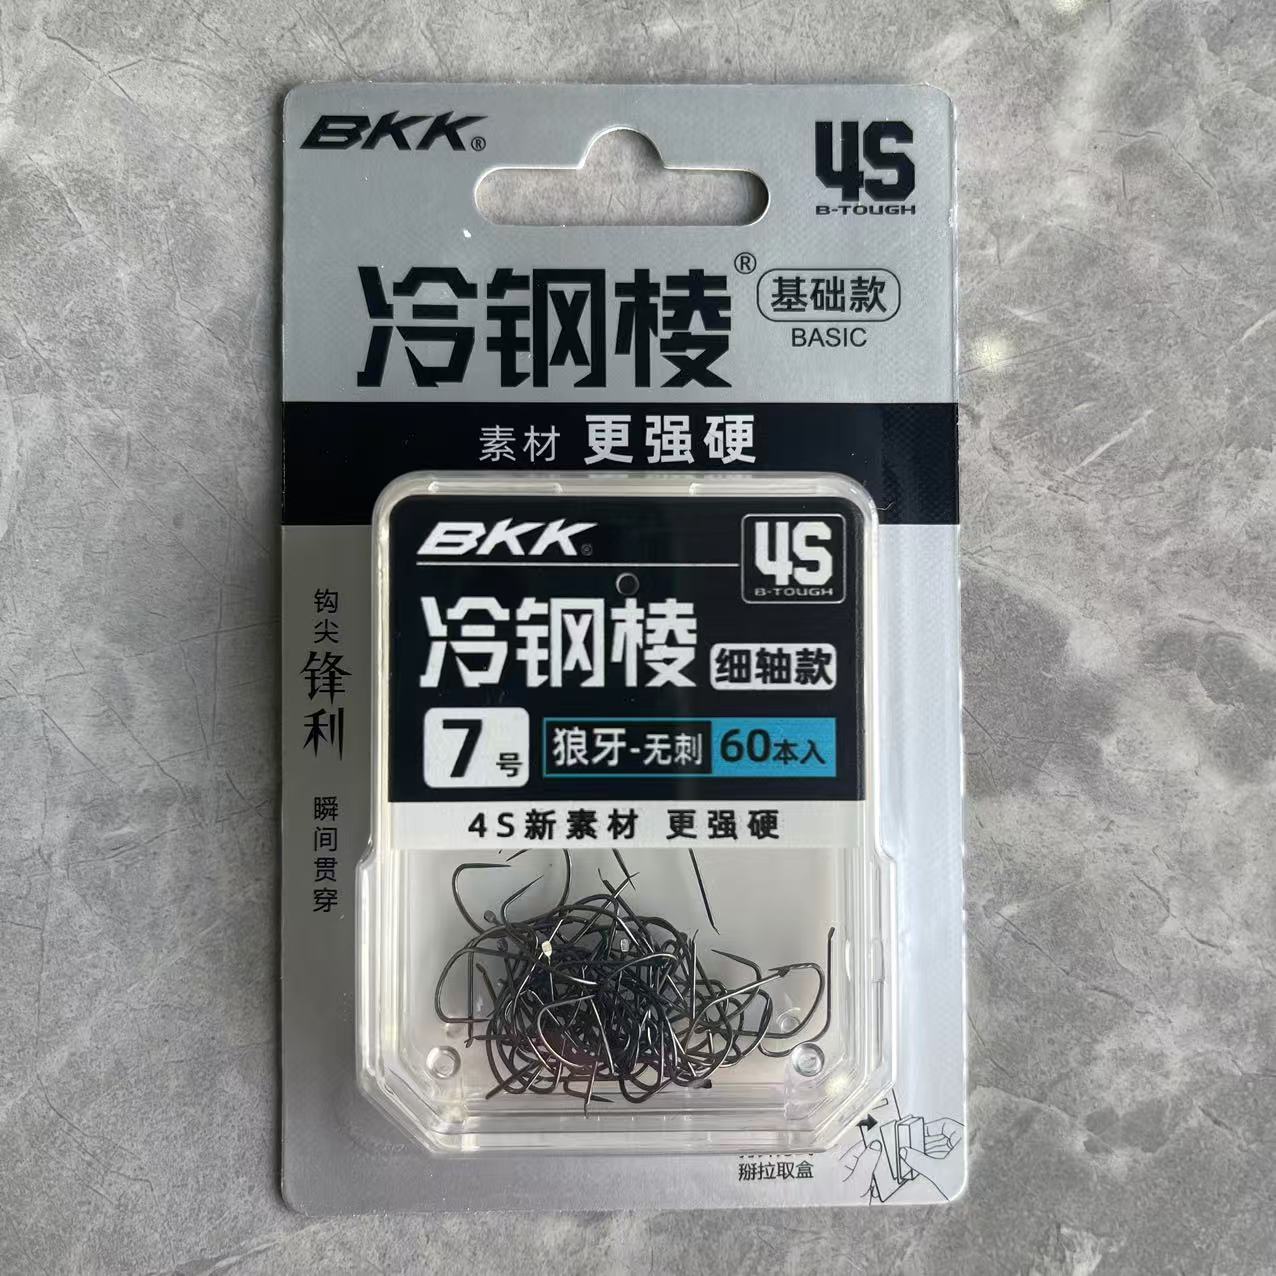 BKK®
4S
B-TOUGH
冷钢棱®
基础款
BASIC
素材 更强硬
BKK®
4S
B-TOUGH
冷钢棱
细轴款
7号
狼牙-无刺 60本入
4S新素材 更强硬
钩尖锋利
瞬间贯穿
掰拉取盒